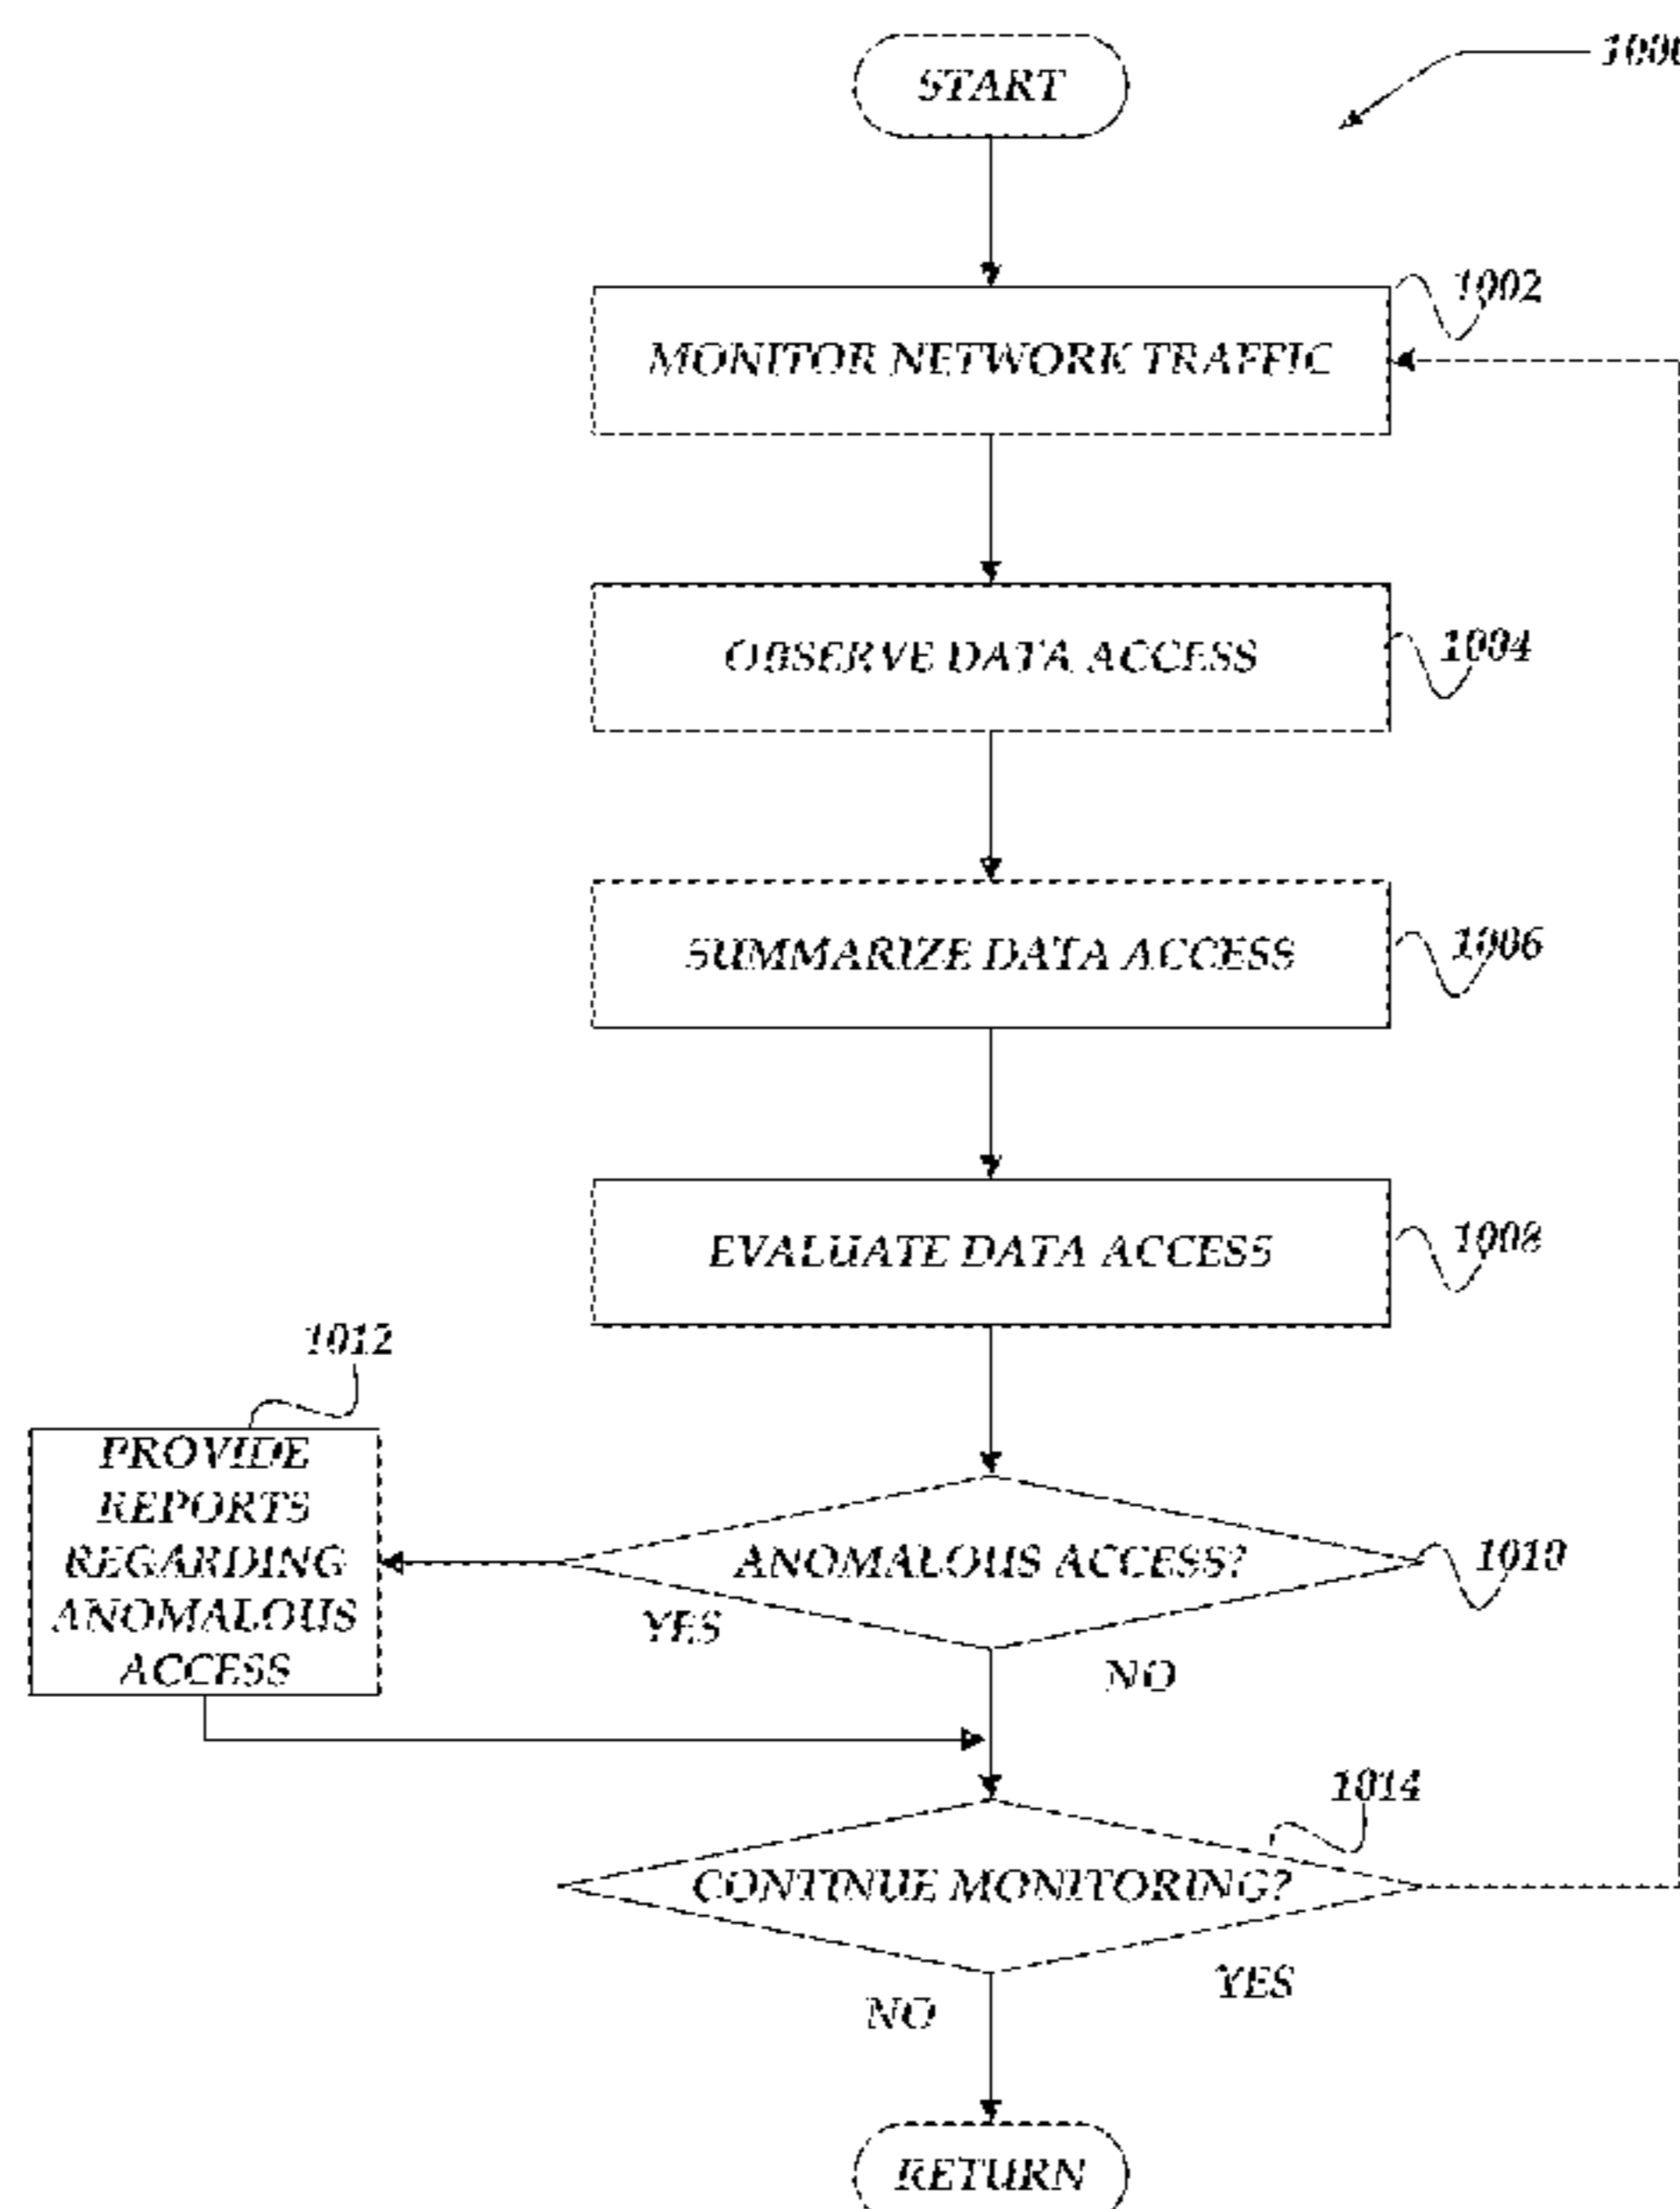 START
1000
1002
MONITOR NETWORK TRAFFIC
OBSERVE DATA ACCESS
1004
SUMMARIZE DATA ACCESS
1006
EVALUATE DATA ACCESS
1008
1012
PROVIDE
REPORTS
REGARDING
ANOMALOUS
ACCESS
ANOMALOUS ACCESS?
1010
YES
NO
1014
CONTINUE MONITORING?
YES
NO
RETURN